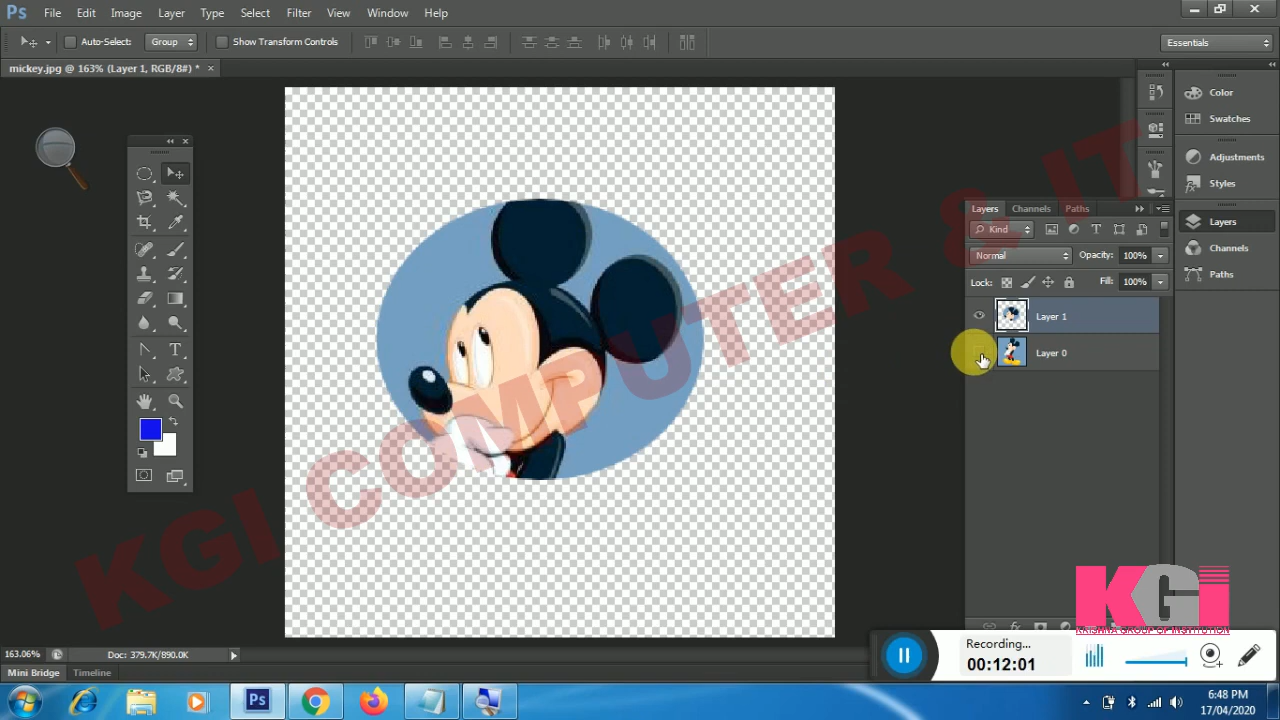 Ps File Edit Image Layer Type Select Filter View Window Help
Auto-Select: Group Show Transform Controls Essentials
mickey.jpg @ 163% (Layer 1, RGB/8#) * ×
Color
Swatches
Adjustments
Styles
Layers
Channels
Paths
Layers Channels Paths
Kind
Normal Opacity: 100%
Lock: Fill: 100%
Layer 1
Layer 0
KGI COMPUTER & IT
163.06% Doc: 379.7K/890.0K
Mini Bridge Timeline
KGI
KRISHNA GROUP OF INSTITUTION
Recording...
00:12:01
Ps
6:48 PM
17/04/2020